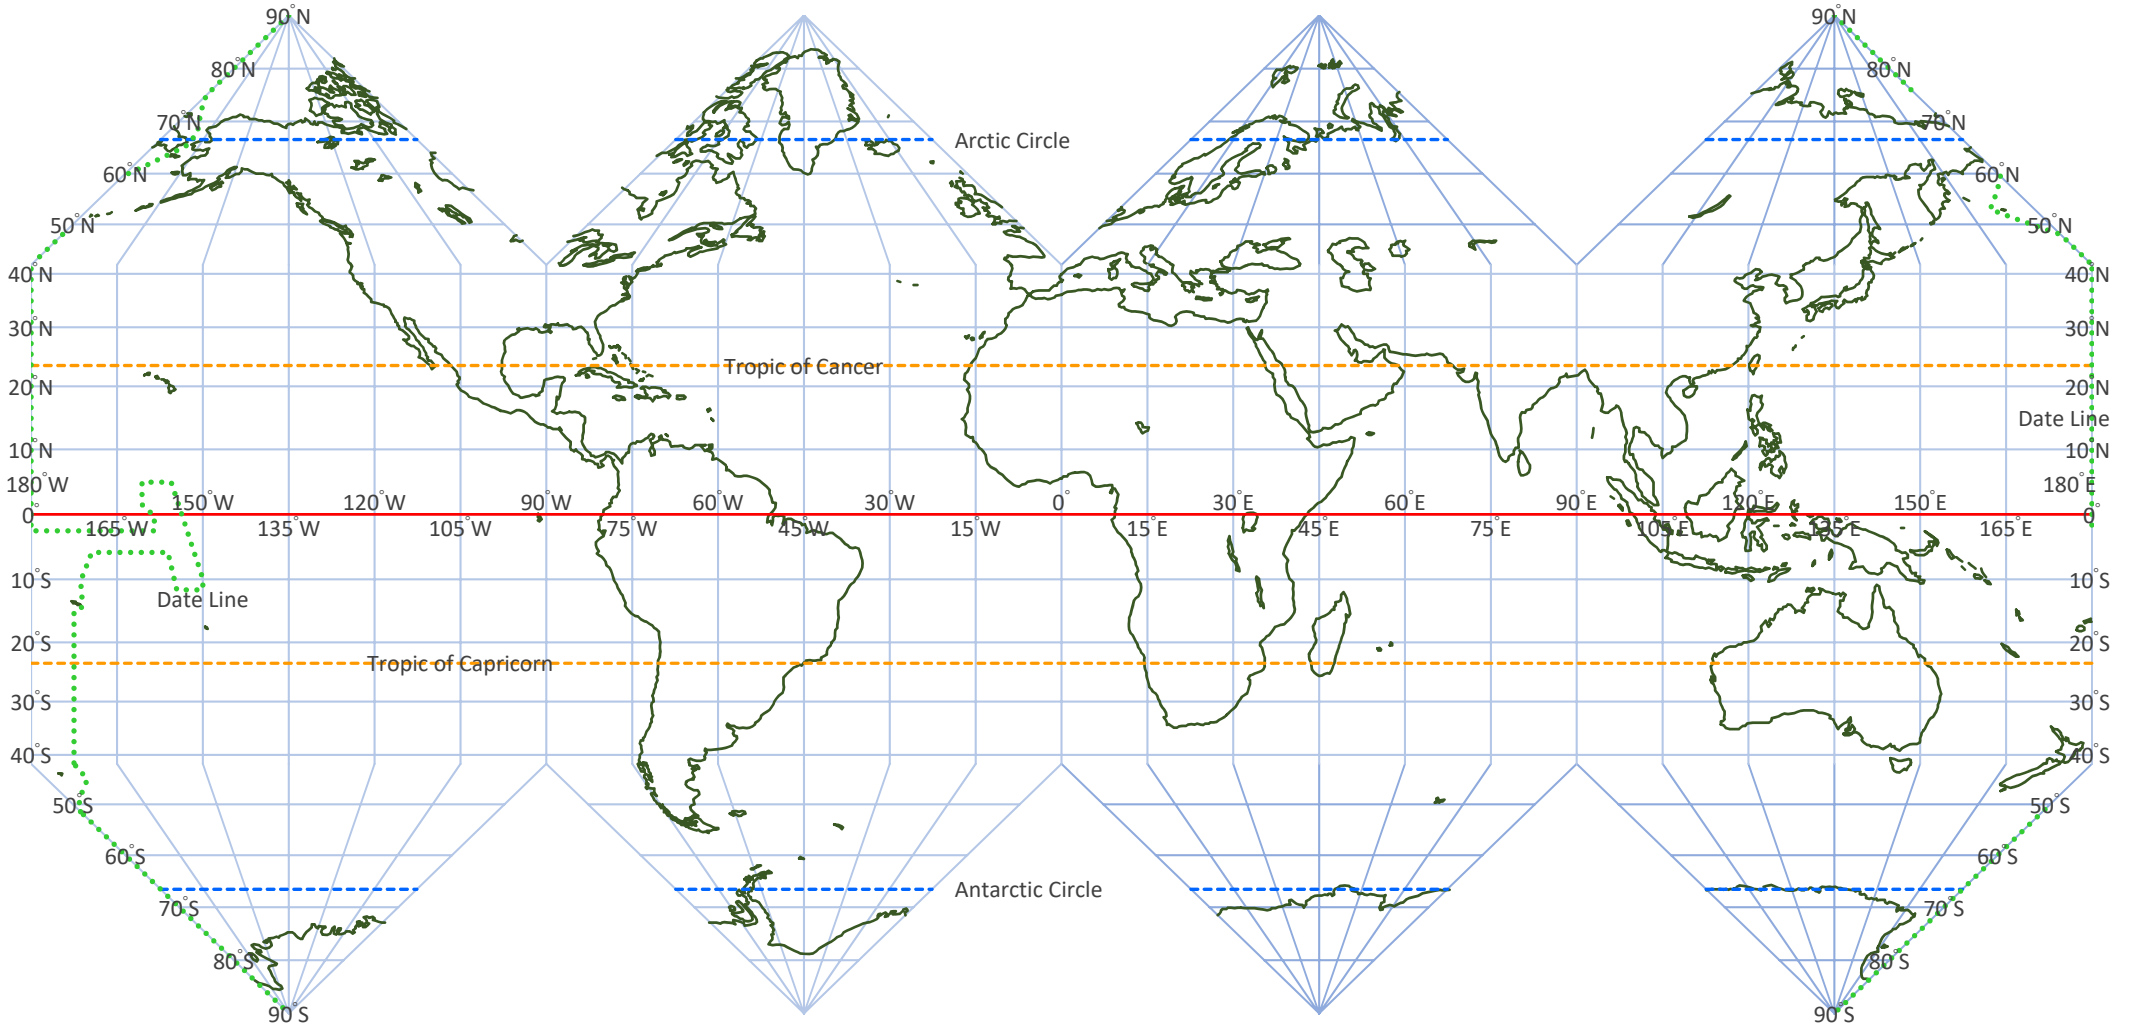 90°N
90°N
80°N
80°N
70°N
70°N
Arctic Circle
60°N
60°N
50°N
50°N
40°N
40°N
30°N
30°N
Tropic of Cancer
20°N
20°N
Date Line
10°N
10°N
180°W
180°E
150°W
120°W
90°W
60°W
30°W
0°
30°E
60°E
90°E
120°E
150°E
0°
0°
165°W
135°W
105°W
75°W
45°W
15°W
15°E
45°E
75°E
105°E
135°E
165°E
10°S
10°S
Date Line
20°S
20°S
Tropic of Capricorn
30°S
30°S
40°S
40°S
50°S
50°S
60°S
60°S
Antarctic Circle
70°S
70°S
80°S
80°S
90°S
90°S